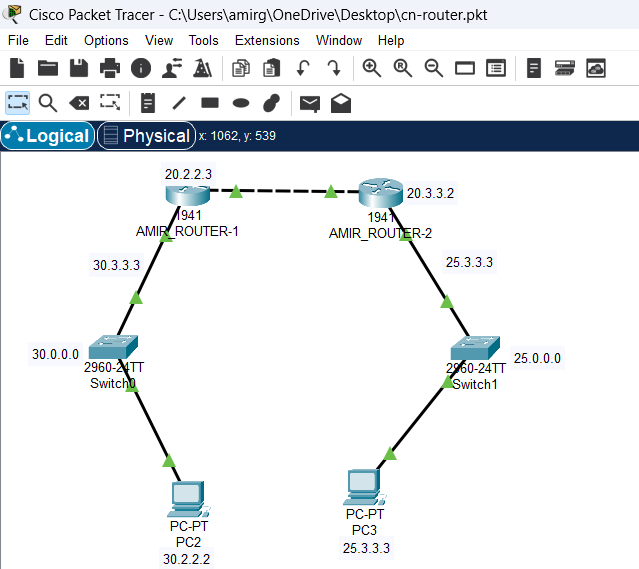 Cisco Packet Tracer - C:\Users\amirg\OneDrive\Desktop\cn-router.pkt
File Edit Options View Tools Extensions Window Help
Logical Physical x: 1062, y: 539
20.2.2.3
20.3.3.2
1941
AMIR_ROUTER-1
1941
AMIR_ROUTER-2
30.3.3.3
25.3.3.3
30.0.0.0
2960-24TT
Switch0
2960-24TT
Switch1
25.0.0.0
PC-PT
PC2
30.2.2.2
PC-PT
PC3
25.3.3.3